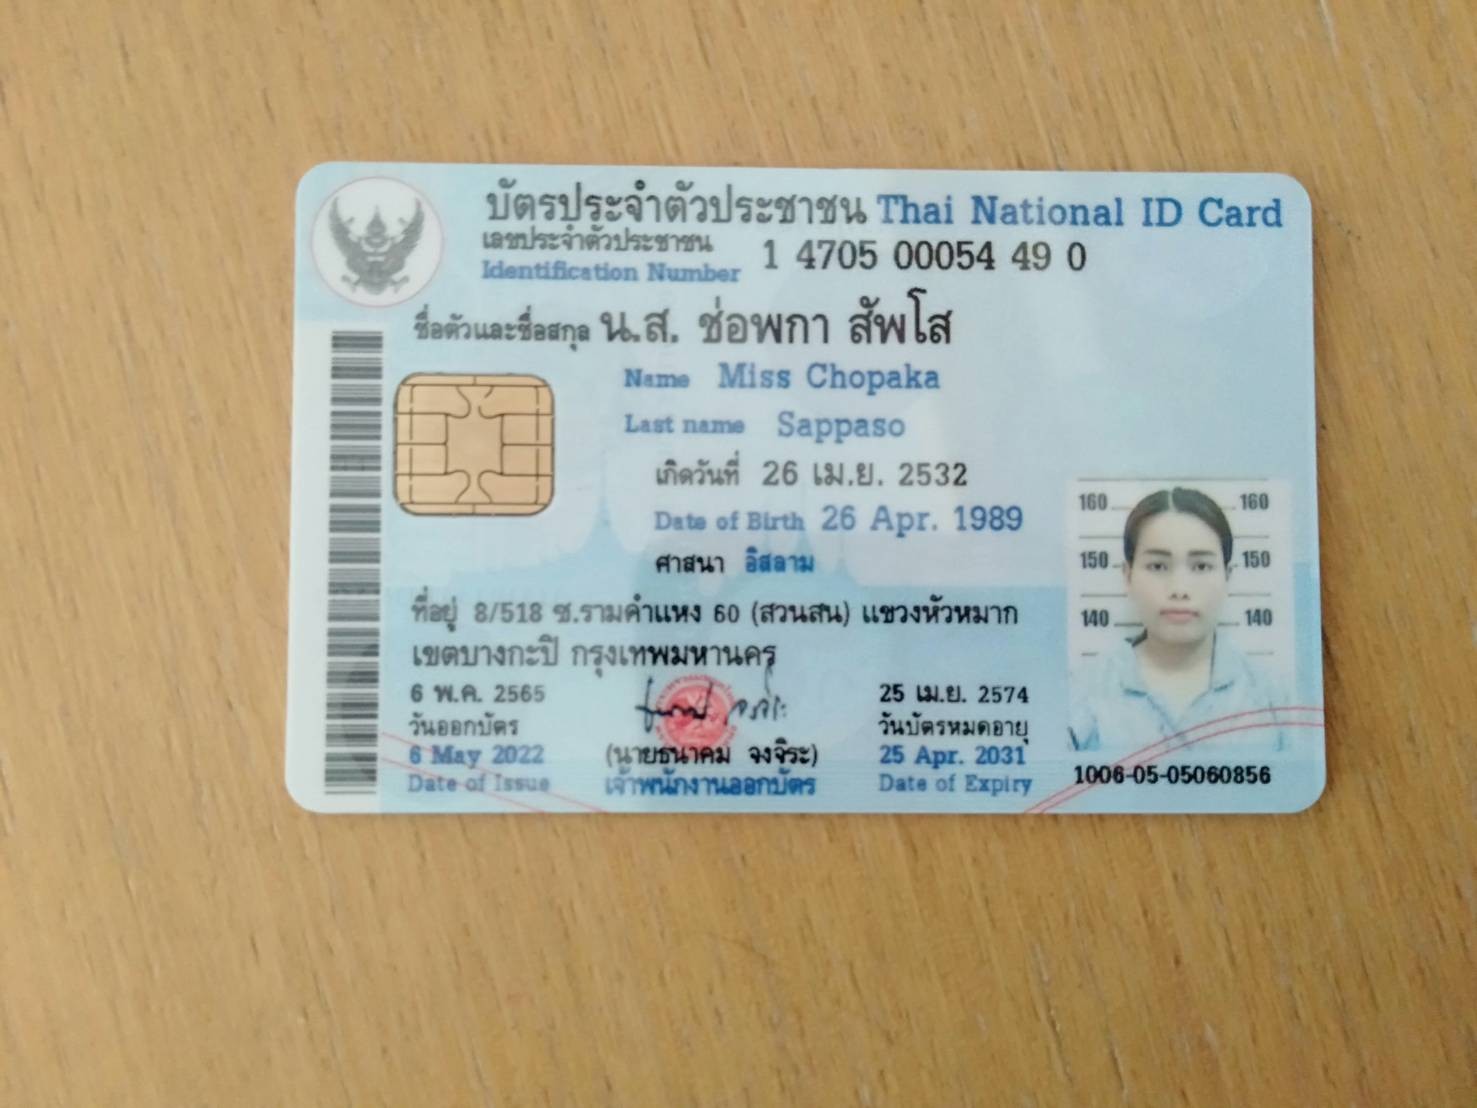 บัตรประจำตัวประชาชน Thai National ID Card
เลขประจำตัวประชาชน
Identification Number 1 4705 00054 49 0
ชื่อตัวและชื่อสกุล น.ส. ช่อพกา สัพโส
Name Miss Chopaka
Last name Sappaso
เกิดวันที่ 26 เม.ย. 2532
Date of Birth 26 Apr. 1989
ศาสนา อิสลาม
ที่อยู่ 8/518 ซ.รามคำแหง 60 (สวนสน) แขวงหัวหมาก
เขตบางกะปิ กรุงเทพมหานคร
6 พ.ค. 2565
วันออกบัตร
6 May 2022
Date of Issue
(นายธนาคม จงจิระ)
เจ้าพนักงานออกบัตร
25 เม.ย. 2574
วันบัตรหมดอายุ
25 Apr. 2031
Date of Expiry
160 160
150 150
140 140
1006-05-05060856